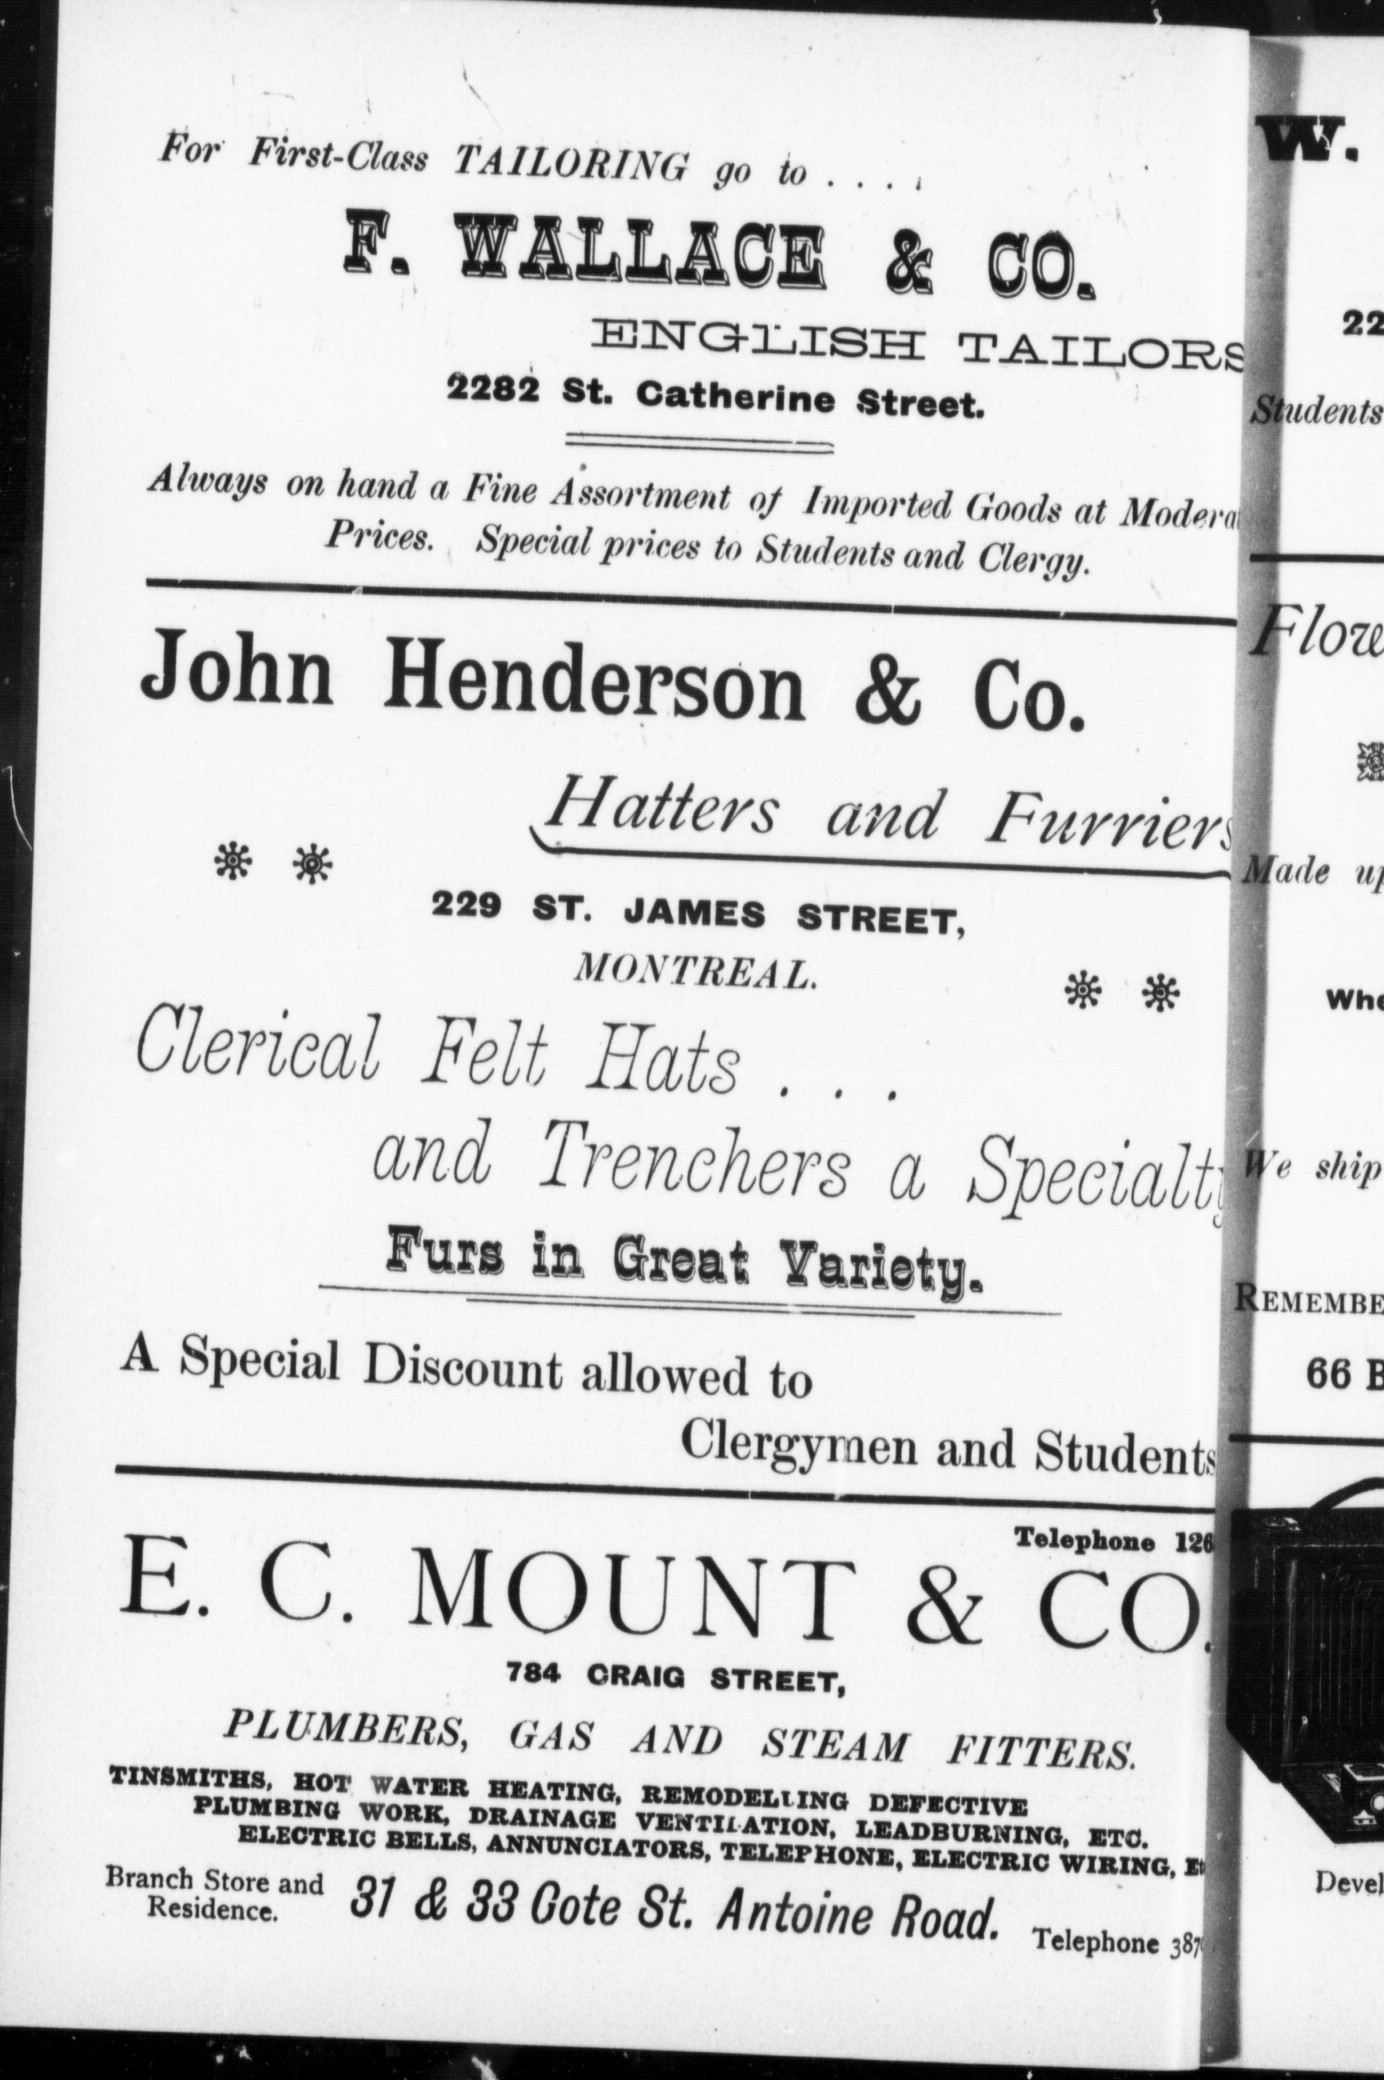 For First-Class TAILORING go to . . . .
F. WALLACE & CO.
ENGLISH TAILORS
2282 St. Catherine Street.
Always on hand a Fine Assortment of Imported Goods at
Prices. Special prices to Students and Clergy.
John Henderson & Co.
Hatters and Furriers
229 ST. JAMES STREET,
MONTREAL.
Clerical Felt Hats . . .
and Trenchers a Specialty
Furs in Great Variety.
A Special Discount allowed to
Clergymen and Students
Telephone 126
E. C. MOUNT & CO.
784 CRAIG STREET,
PLUMBERS, GAS AND STEAM FITTERS.
TINSMITHS, HOT WATER HEATING, REMODELLING DEFECTIVE
PLUMBING WORK, DRAINAGE VENTILATION, LEADBURNING, ETC.
ELECTRIC BELLS, ANNUNCIATORS, TELEPHONE, ELECTRIC WIRING,
Branch Store and
Residence.
31 & 33 Cote St. Antoine Road.
Telephone 387
W.
22
Students
Flow
Made up
Whe
We ship
REMEMBE
66 B
Devel